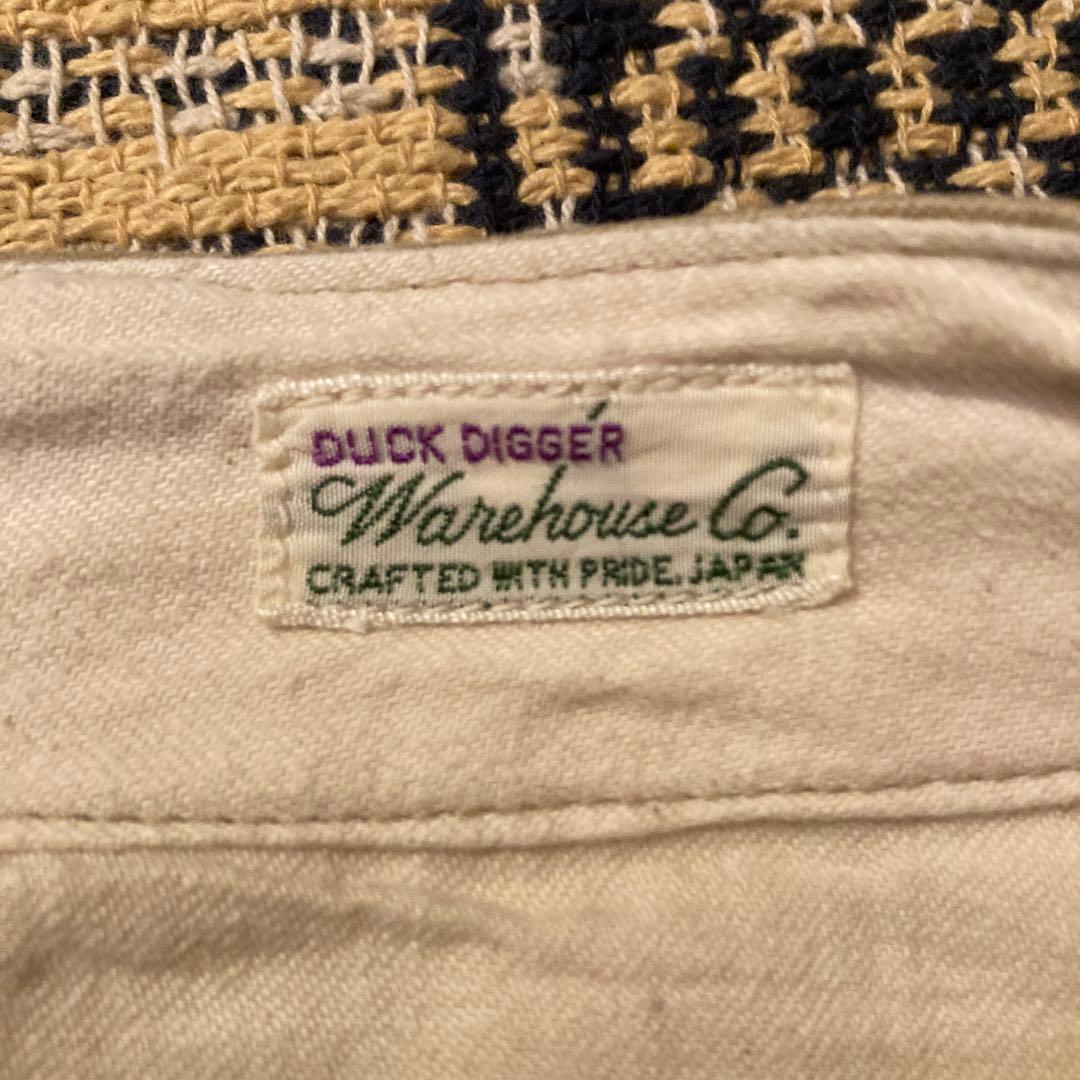 DUCK DIGGER
Warehouse Co.
CRAFTED WITH PRIDE. JAPAN